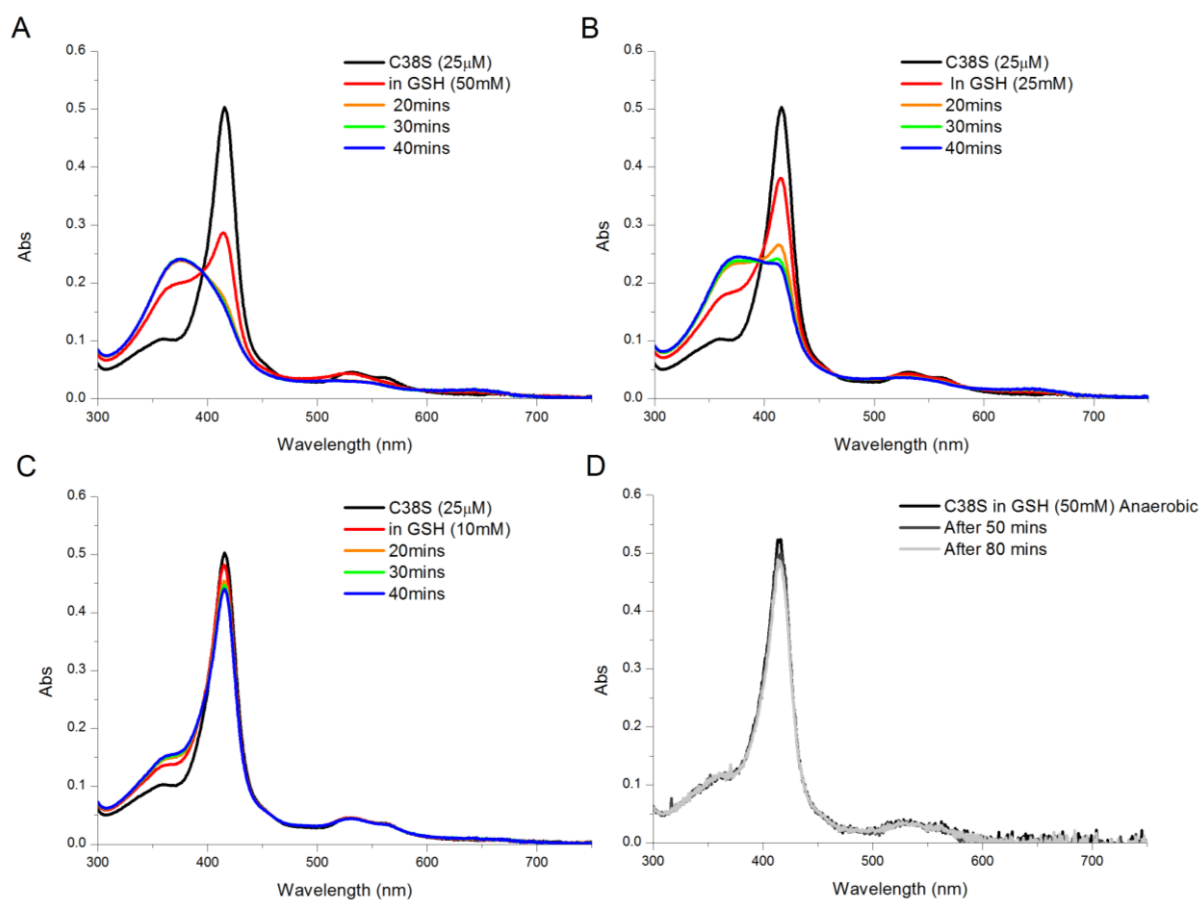 A
C38S (25μM)
in GSH (50mM)
20mins
30mins
40mins
0.6
0.5
0.4
0.3
0.2
0.1
0.0
Abs
300 400 500 600 700
Wavelength (nm)
B
C38S (25μM)
In GSH (25mM)
20mins
30mins
40mins
0.6
0.5
0.4
0.3
0.2
0.1
0.0
Abs
300 400 500 600 700
Wavelength (nm)
C
C38S (25μM)
in GSH (10mM)
20mins
30mins
40mins
0.6
0.5
0.4
0.3
0.2
0.1
0.0
Abs
300 400 500 600 700
Wavelength (nm)
D
C38S in GSH (50mM) Anaerobic
After 50 mins
After 80 mins
0.6
0.5
0.4
0.3
0.2
0.1
0.0
Abs
300 400 500 600 700
Wavelength (nm)